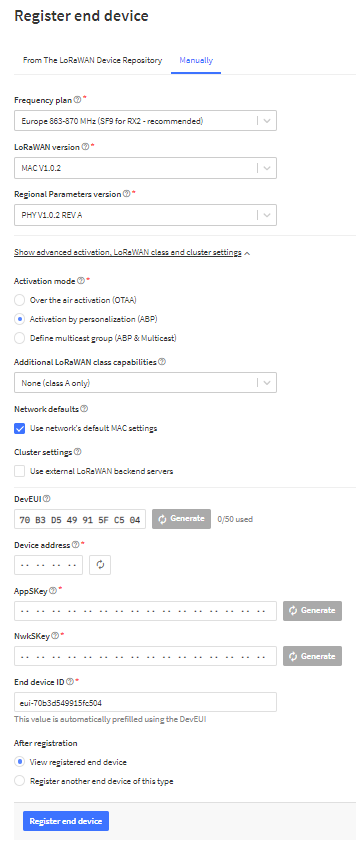 Register end device
From The LoRaWAN Device Repository Manually
Frequency plan ? *
Europe 863-870 MHz (SF9 for RX2 - recommended)
LoRaWAN version ? *
MAC V1.0.2
Regional Parameters version ? *
PHY V1.0.2 REV A
Show advanced activation, LoRaWAN class and cluster settings
Activation mode ? *
Over the air activation (OTAA)
Activation by personalization (ABP)
Define multicast group (ABP & Multicast)
Additional LoRaWAN class capabilities ?
None (class A only)
Network defaults ?
Use network's default MAC settings
Cluster settings ?
Use external LoRaWAN backend servers
DevEUI ?
70 B3 D5 49 91 5F C5 04 Generate 0/50 used
Device address ? *
·· ·· ·· ··
AppSKey ? *
·· ·· ·· ·· ·· ·· ·· ·· ·· ·· ·· ·· ·· ·· ·· ·· Generate
NwkSKey ? *
·· ·· ·· ·· ·· ·· ·· ·· ·· ·· ·· ·· ·· ·· ·· ·· Generate
End device ID ? *
eui-70b3d549915fc504
This value is automatically prefilled using the DevEUI
After registration
View registered end device
Register another end device of this type
Register end device